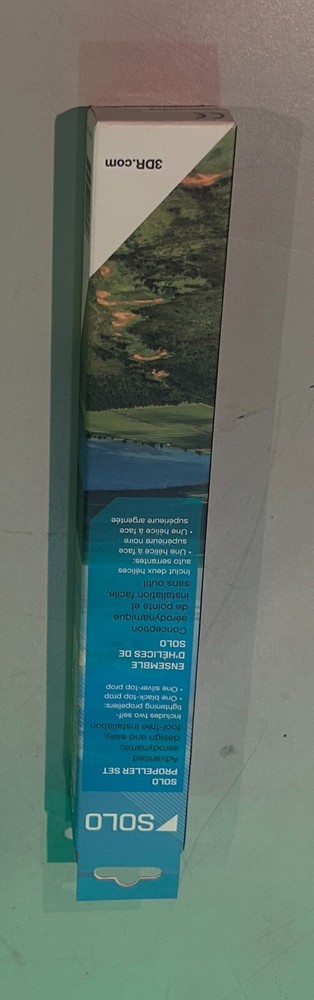 SOLO
SOLO
PROPELLER SET
Advanced
aerodynamic
design and easy,
tool-free installation
Includes two self-
tightening propellers:
• One black-top prop
• One silver-top prop
ENSEMBLE
D'HÉLICES DE
SOLO
Conception
aérodynamique
de pointe et
installation facile,
sans outil
Inclut deux hélices
auto serrantes:
• Une hélice à face
supérieure noire
• Une hélice à face
supérieure argentée
3DR.com
CE